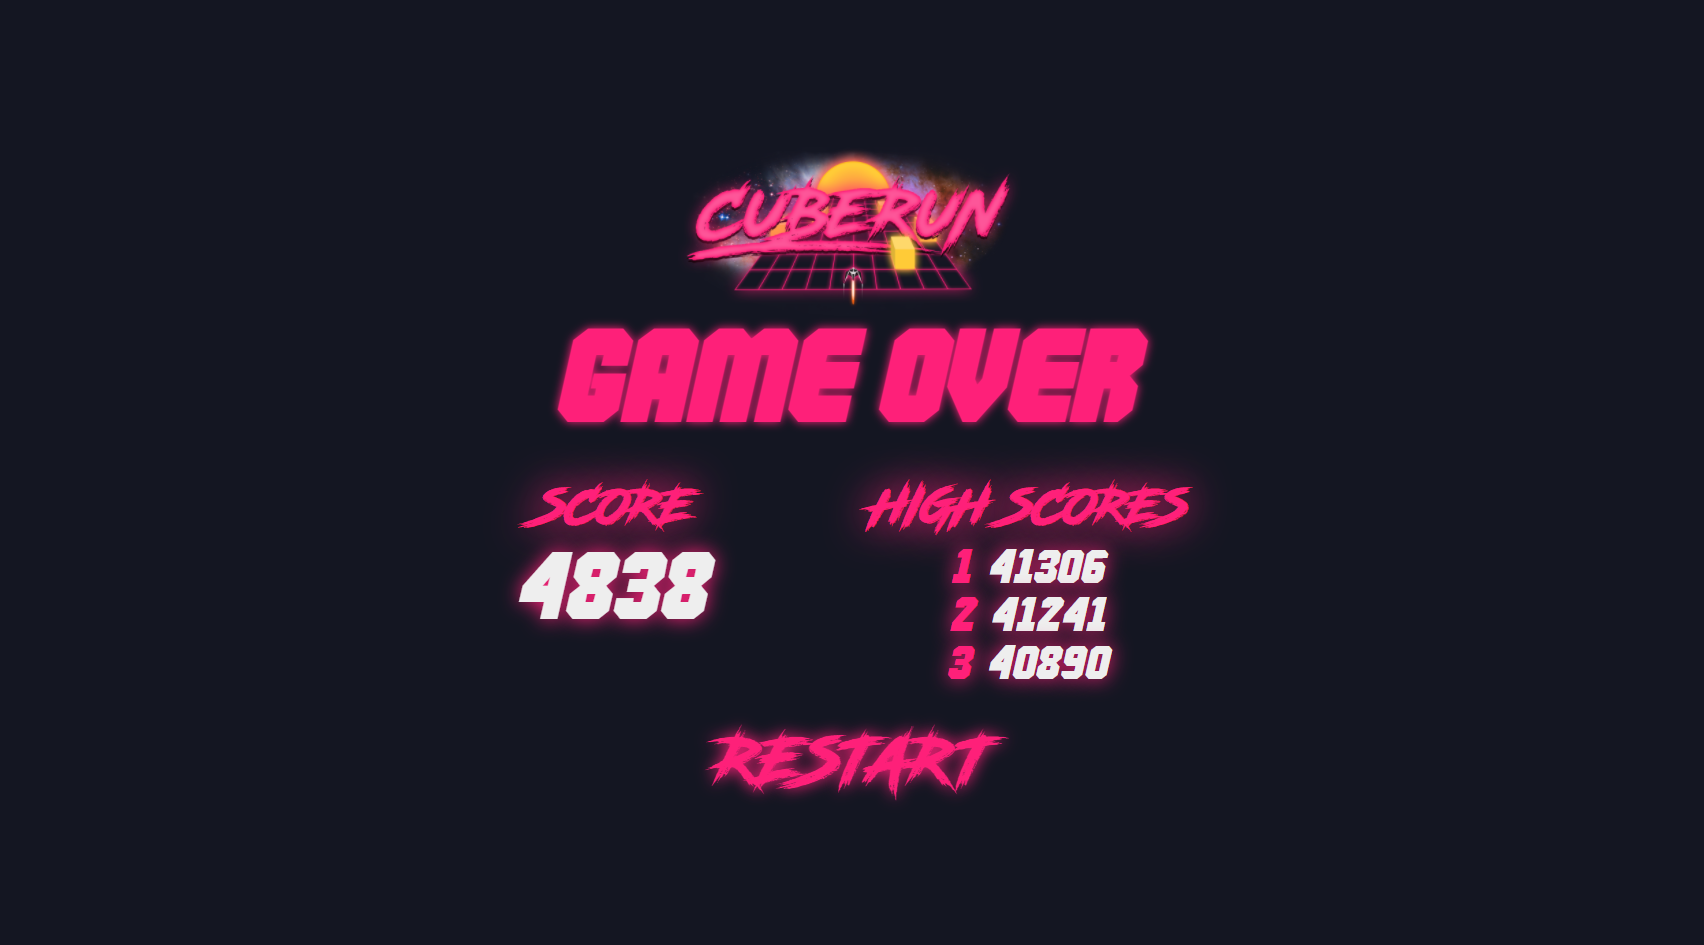 CUBERUN
GAME OVER
SCORE
4838
HIGH SCORES
1 41306
2 41241
3 40890
RESTART